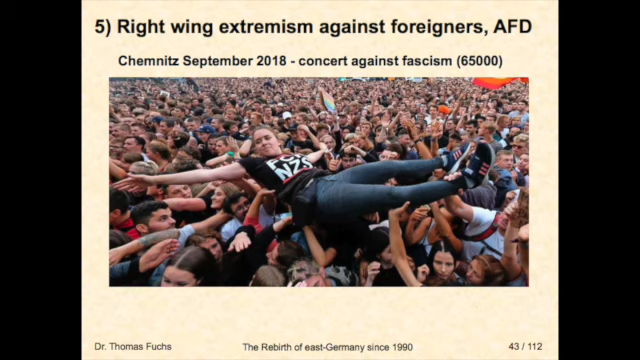 5) Right wing extremism against foreigners, AFD
Chemnitz September 2018 - concert against fascism (65000)
NZS
Dr. Thomas Fuchs
The Rebirth of east-Germany since 1990
43 / 112